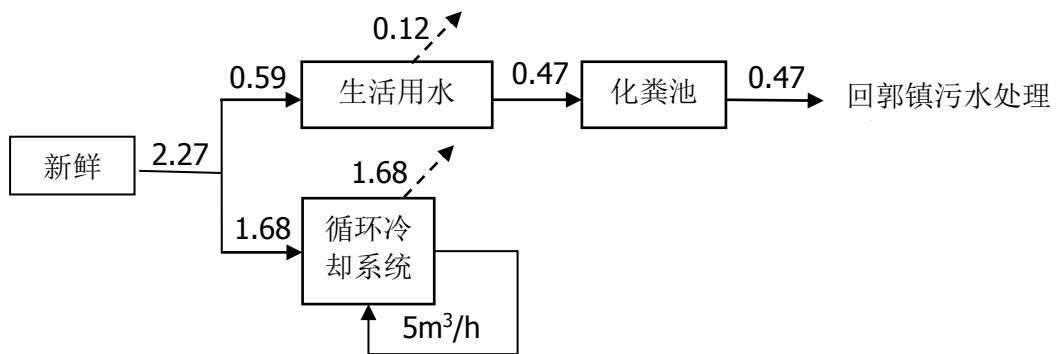 0.12
0.59
生活用水
0.47
化粪池
0.47
回郭镇污水处理
新鲜
2.27
1.68
1.68
循环冷
却系统
5m³/h